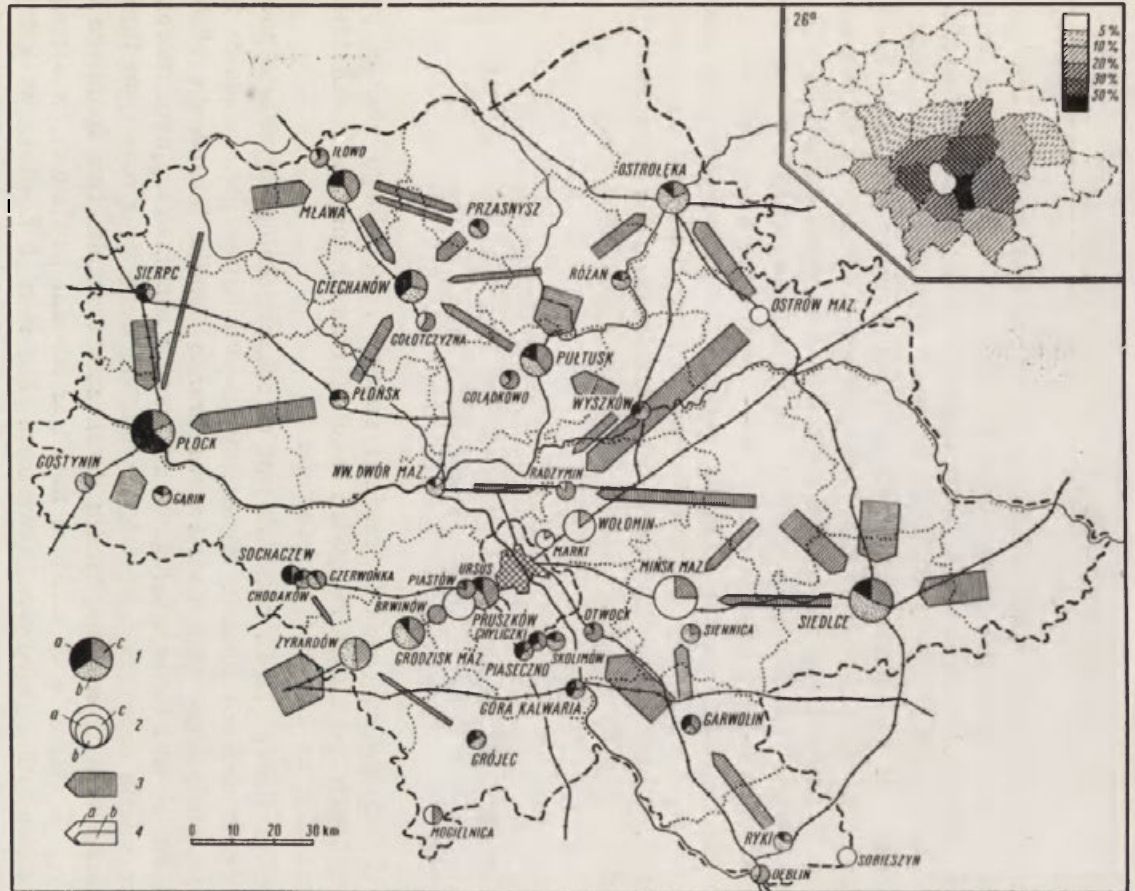 26°
5%
10%
20%
30%
50%
IŁOWO
MŁAWA
OSTROŁĘKA
PRZASNYSZ
SIERPC
CIECHANÓW
RÓŻAN
OSTRÓW MAZ.
GOŁOTCZYZNA
PUŁTUSK
PŁOŃSK
GOŁĄDKOWO
WYSZKÓW
PŁOCK
GOSTYNIN
GĄBIN
NW. DWÓR MAZ.
RADZYMIN
WOŁOMIN
MARKI
SOCHACZEW
CHODAKÓW
CZERWONKA
PIASTÓW
URSUS
MIŃSK MAZ.
BRWINÓW
PRUSZKÓW
CHYLICZKI
OTWOCK
SIENNICA
SIEDLCE
ŻYRARDÓW
GRODZISK MAZ.
PIASECZNO
SKOLIMÓW
GÓRA KALWARIA
GARWOLIN
GRÓJEC
MOGIELNICA
RYKI
SOBIESZYN
DĘBLIN
a c 1
b
a c 2
b
3
a b 4
0 10 20 30 km